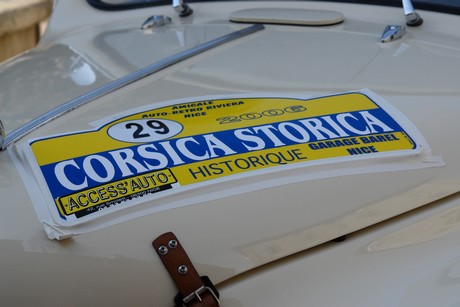 AMICALE
AUTO-RETRO RIVIERA
NICE
2006
29
CORSICA STORICA
ACCESS'AUTO
HISTORIQUE
GARAGE BAREL
NICE